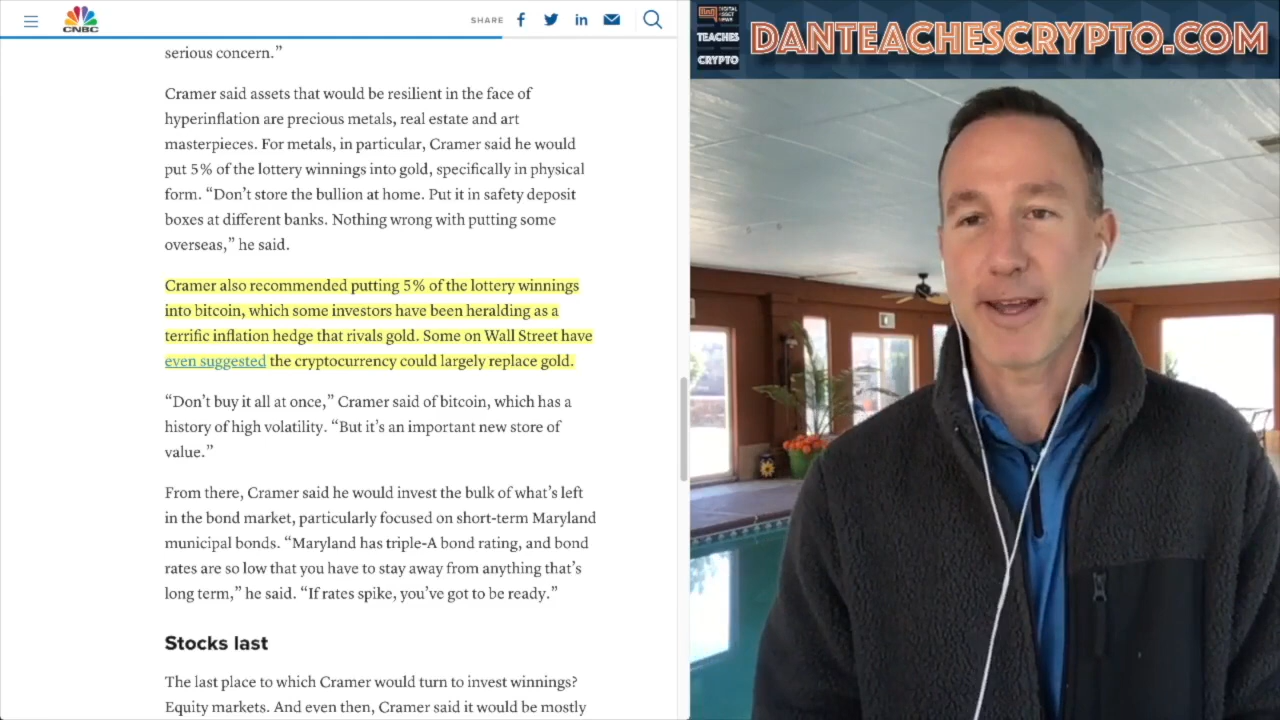 CNBC
SHARE
serious concern.”
Cramer said assets that would be resilient in the face of
hyperinflation are precious metals, real estate and art
masterpieces. For metals, in particular, Cramer said he would
put 5% of the lottery winnings into gold, specifically in physical
form. “Don’t store the bullion at home. Put it in safety deposit
boxes at different banks. Nothing wrong with putting some
overseas,” he said.
Cramer also recommended putting 5% of the lottery winnings
into bitcoin, which some investors have been heralding as a
terrific inflation hedge that rivals gold. Some on Wall Street have
even suggested the cryptocurrency could largely replace gold.
“Don’t buy it all at once,” Cramer said of bitcoin, which has a
history of high volatility. “But it’s an important new store of
value.”
From there, Cramer said he would invest the bulk of what’s left
in the bond market, particularly focused on short-term Maryland
municipal bonds. “Maryland has triple-A bond rating, and bond
rates are so low that you have to stay away from anything that’s
long term,” he said. “If rates spike, you’ve got to be ready.”
Stocks last
The last place to which Cramer would turn to invest winnings?
Equity markets. And even then, Cramer said it would be mostly
DIGITAL
ASSET
NEWS
TEACHES
CRYPTO
DANTEACHESCRYPTO.COM